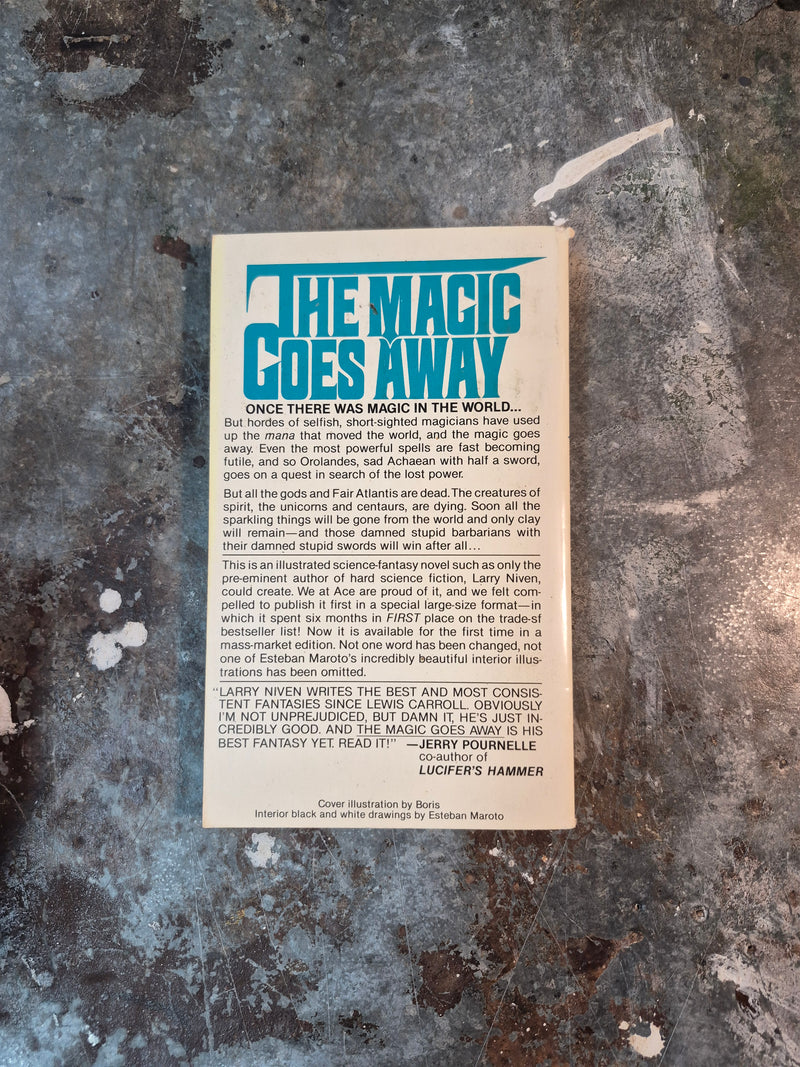 THE MAGIC
GOES AWAY
ONCE THERE WAS MAGIC IN THE WORLD...
But hordes of selfish, short-sighted magicians have used
up the mana that moved the world, and the magic goes
away. Even the most powerful spells are fast becoming
futile, and so Orolandes, sad Achaean with half a sword,
goes on a quest in search of the lost power.
But all the gods and Fair Atlantis are dead. The creatures of
spirit, the unicorns and centaurs, are dying. Soon all the
sparkling things will be gone from the world and only clay
will remain—and those damned stupid barbarians with
their damned stupid swords will win after all...
This is an illustrated science-fantasy novel such as only the
pre-eminent author of hard science fiction, Larry Niven,
could create. We at Ace are proud of it, and we felt com-
pelled to publish it first in a special large-size format—in
which it spent six months in FIRST place on the trade-sf
bestseller list! Now it is available for the first time in a
mass-market edition. Not one word has been changed, not
one of Esteban Maroto's incredibly beautiful interior illus-
trations has been omitted.
"LARRY NIVEN WRITES THE BEST AND MOST CONSIS-
TENT FANTASIES SINCE LEWIS CARROLL. OBVIOUSLY
I'M NOT UNPREJUDICED, BUT DAMN IT, HE'S JUST IN-
CREDIBLY GOOD. AND THE MAGIC GOES AWAY IS HIS
BEST FANTASY YET. READ IT!" —JERRY POURNELLE
co-author of
LUCIFER'S HAMMER
Cover illustration by Boris
Interior black and white drawings by Esteban Maroto